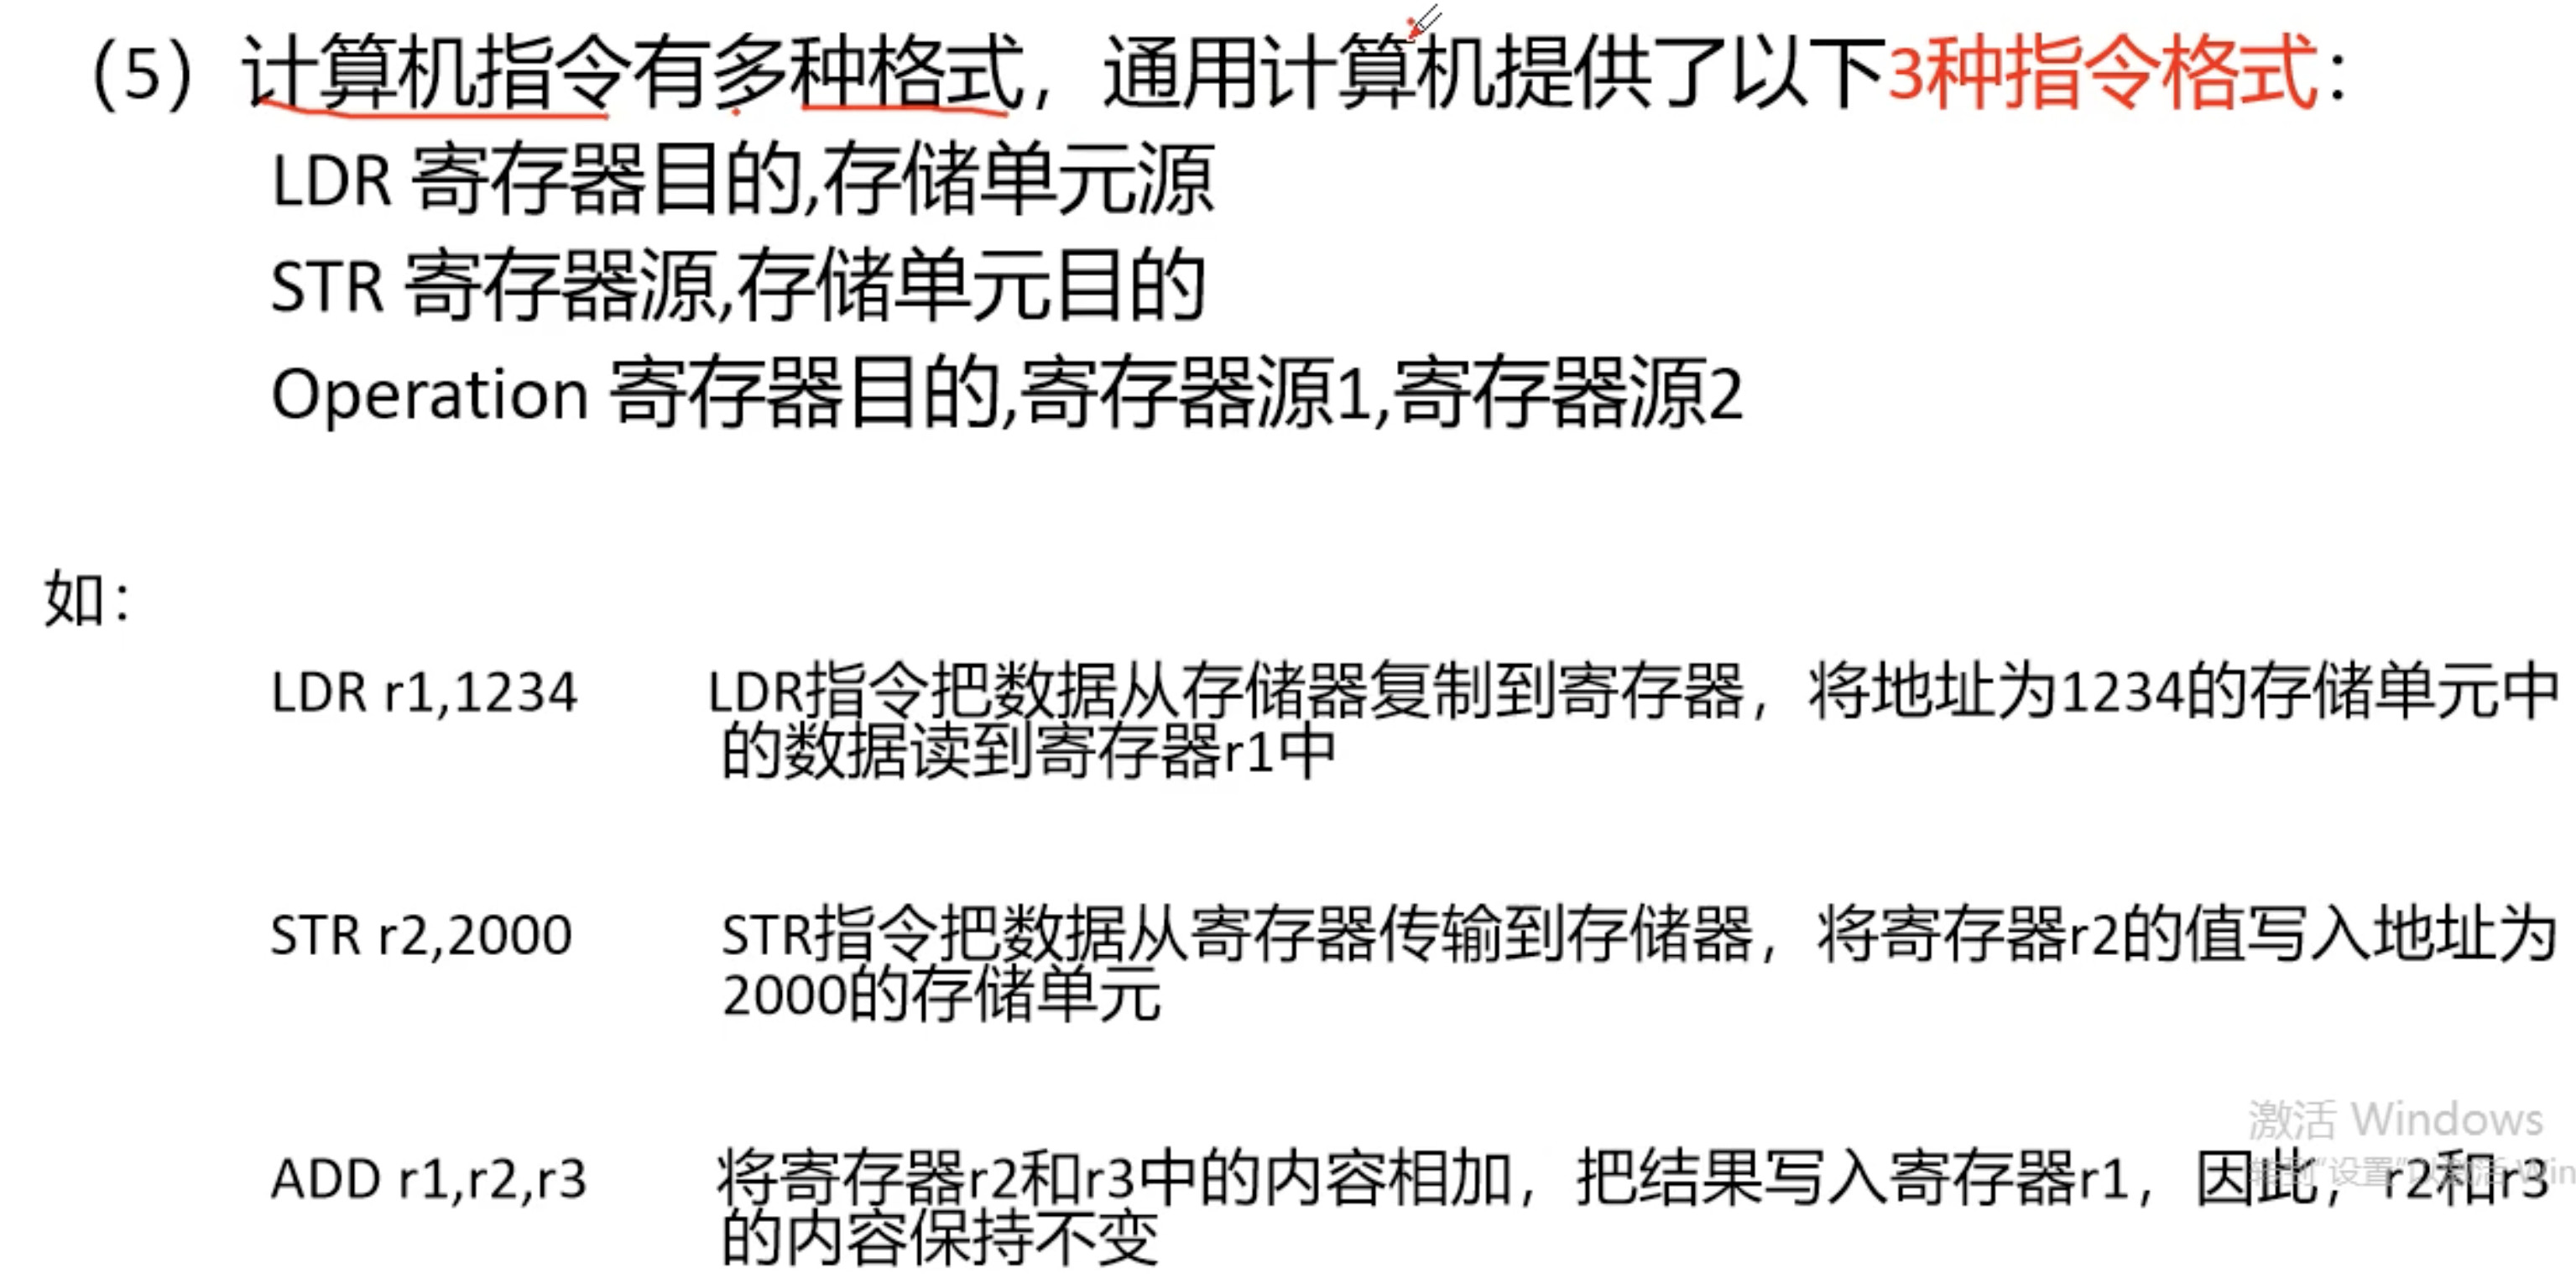 （5）计算机指令有多种格式，通用计算机提供了以下3种指令格式：
LDR 寄存器目的,存储单元源
STR 寄存器源,存储单元目的
Operation 寄存器目的,寄存器源1,寄存器源2
如：
LDR r1,1234 LDR指令把数据从存储器复制到寄存器，将地址为1234的存储单元中
的数据读到寄存器r1中
STR r2,2000 STR指令把数据从寄存器传输到存储器，将寄存器r2的值写入地址为
2000的存储单元
激活 Windows
ADD r1,r2,r3 将寄存器r2和r3中的内容相加，把结果写入寄存器r1，因此，r2和r3
转到"设置"以激活 Win
的内容保持不变